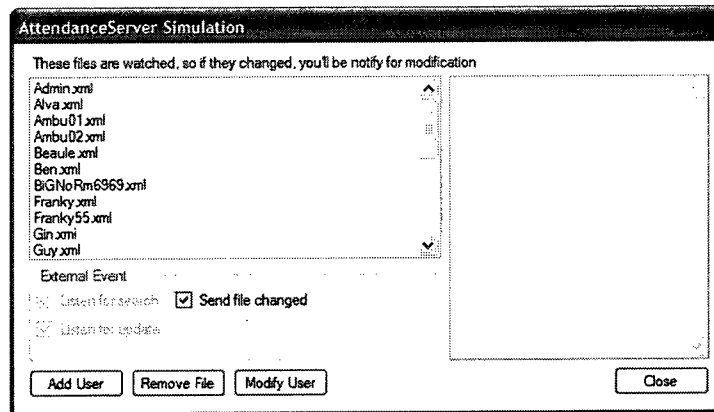 AttendanceServer Simulation
These files are watched, so if they changed, you'll be notify for modification
Admin.xml
Alva.xml
Ambu01.xml
Ambu02.xml
Beaule.xml
Ben.xml
BiGNoRm6969.xml
Franky.xml
Franky55.xml
Gin.xml
Guy.xml
External Event
Listen for search Send file changed
Listen for update
Add User Remove File Modify User Close